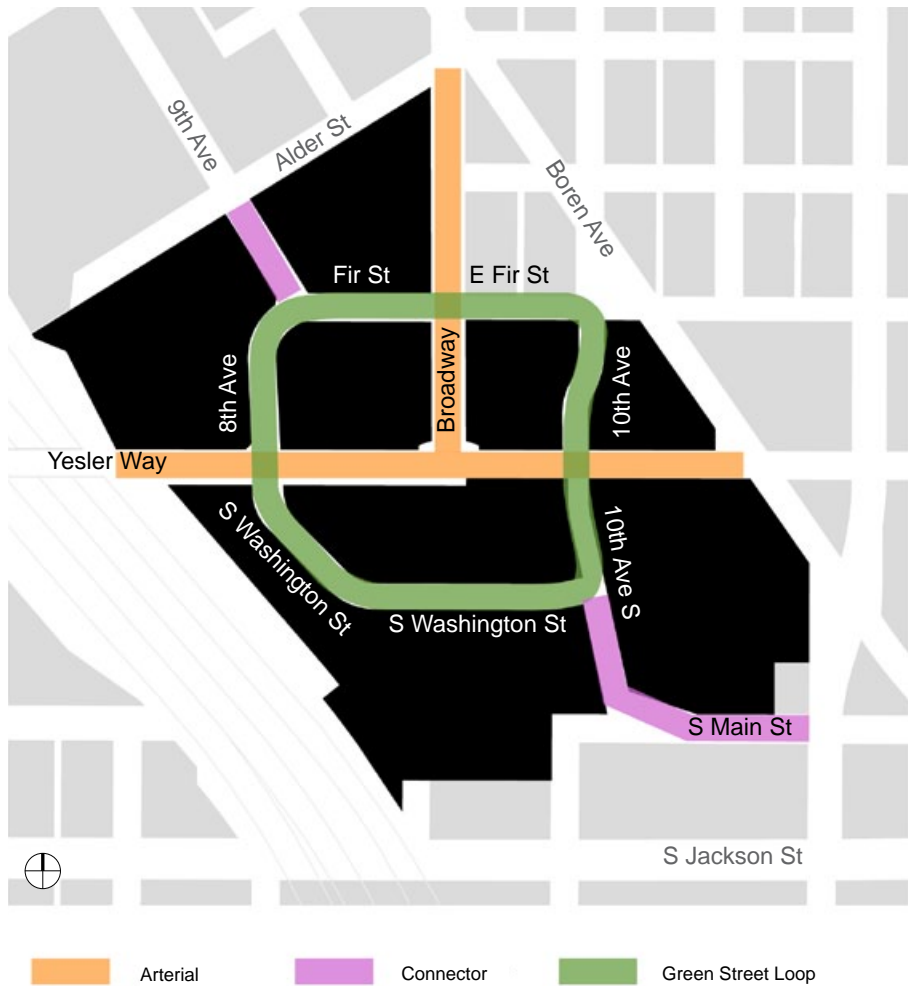 9th Ave
Alder St
Boren Ave
Fir St
E Fir St
8th Ave
Broadway
10th Ave
Yesler Way
S Washington St
10th Ave S
S Washington St
S Main St
S Jackson St
Arterial
Connector
Green Street Loop